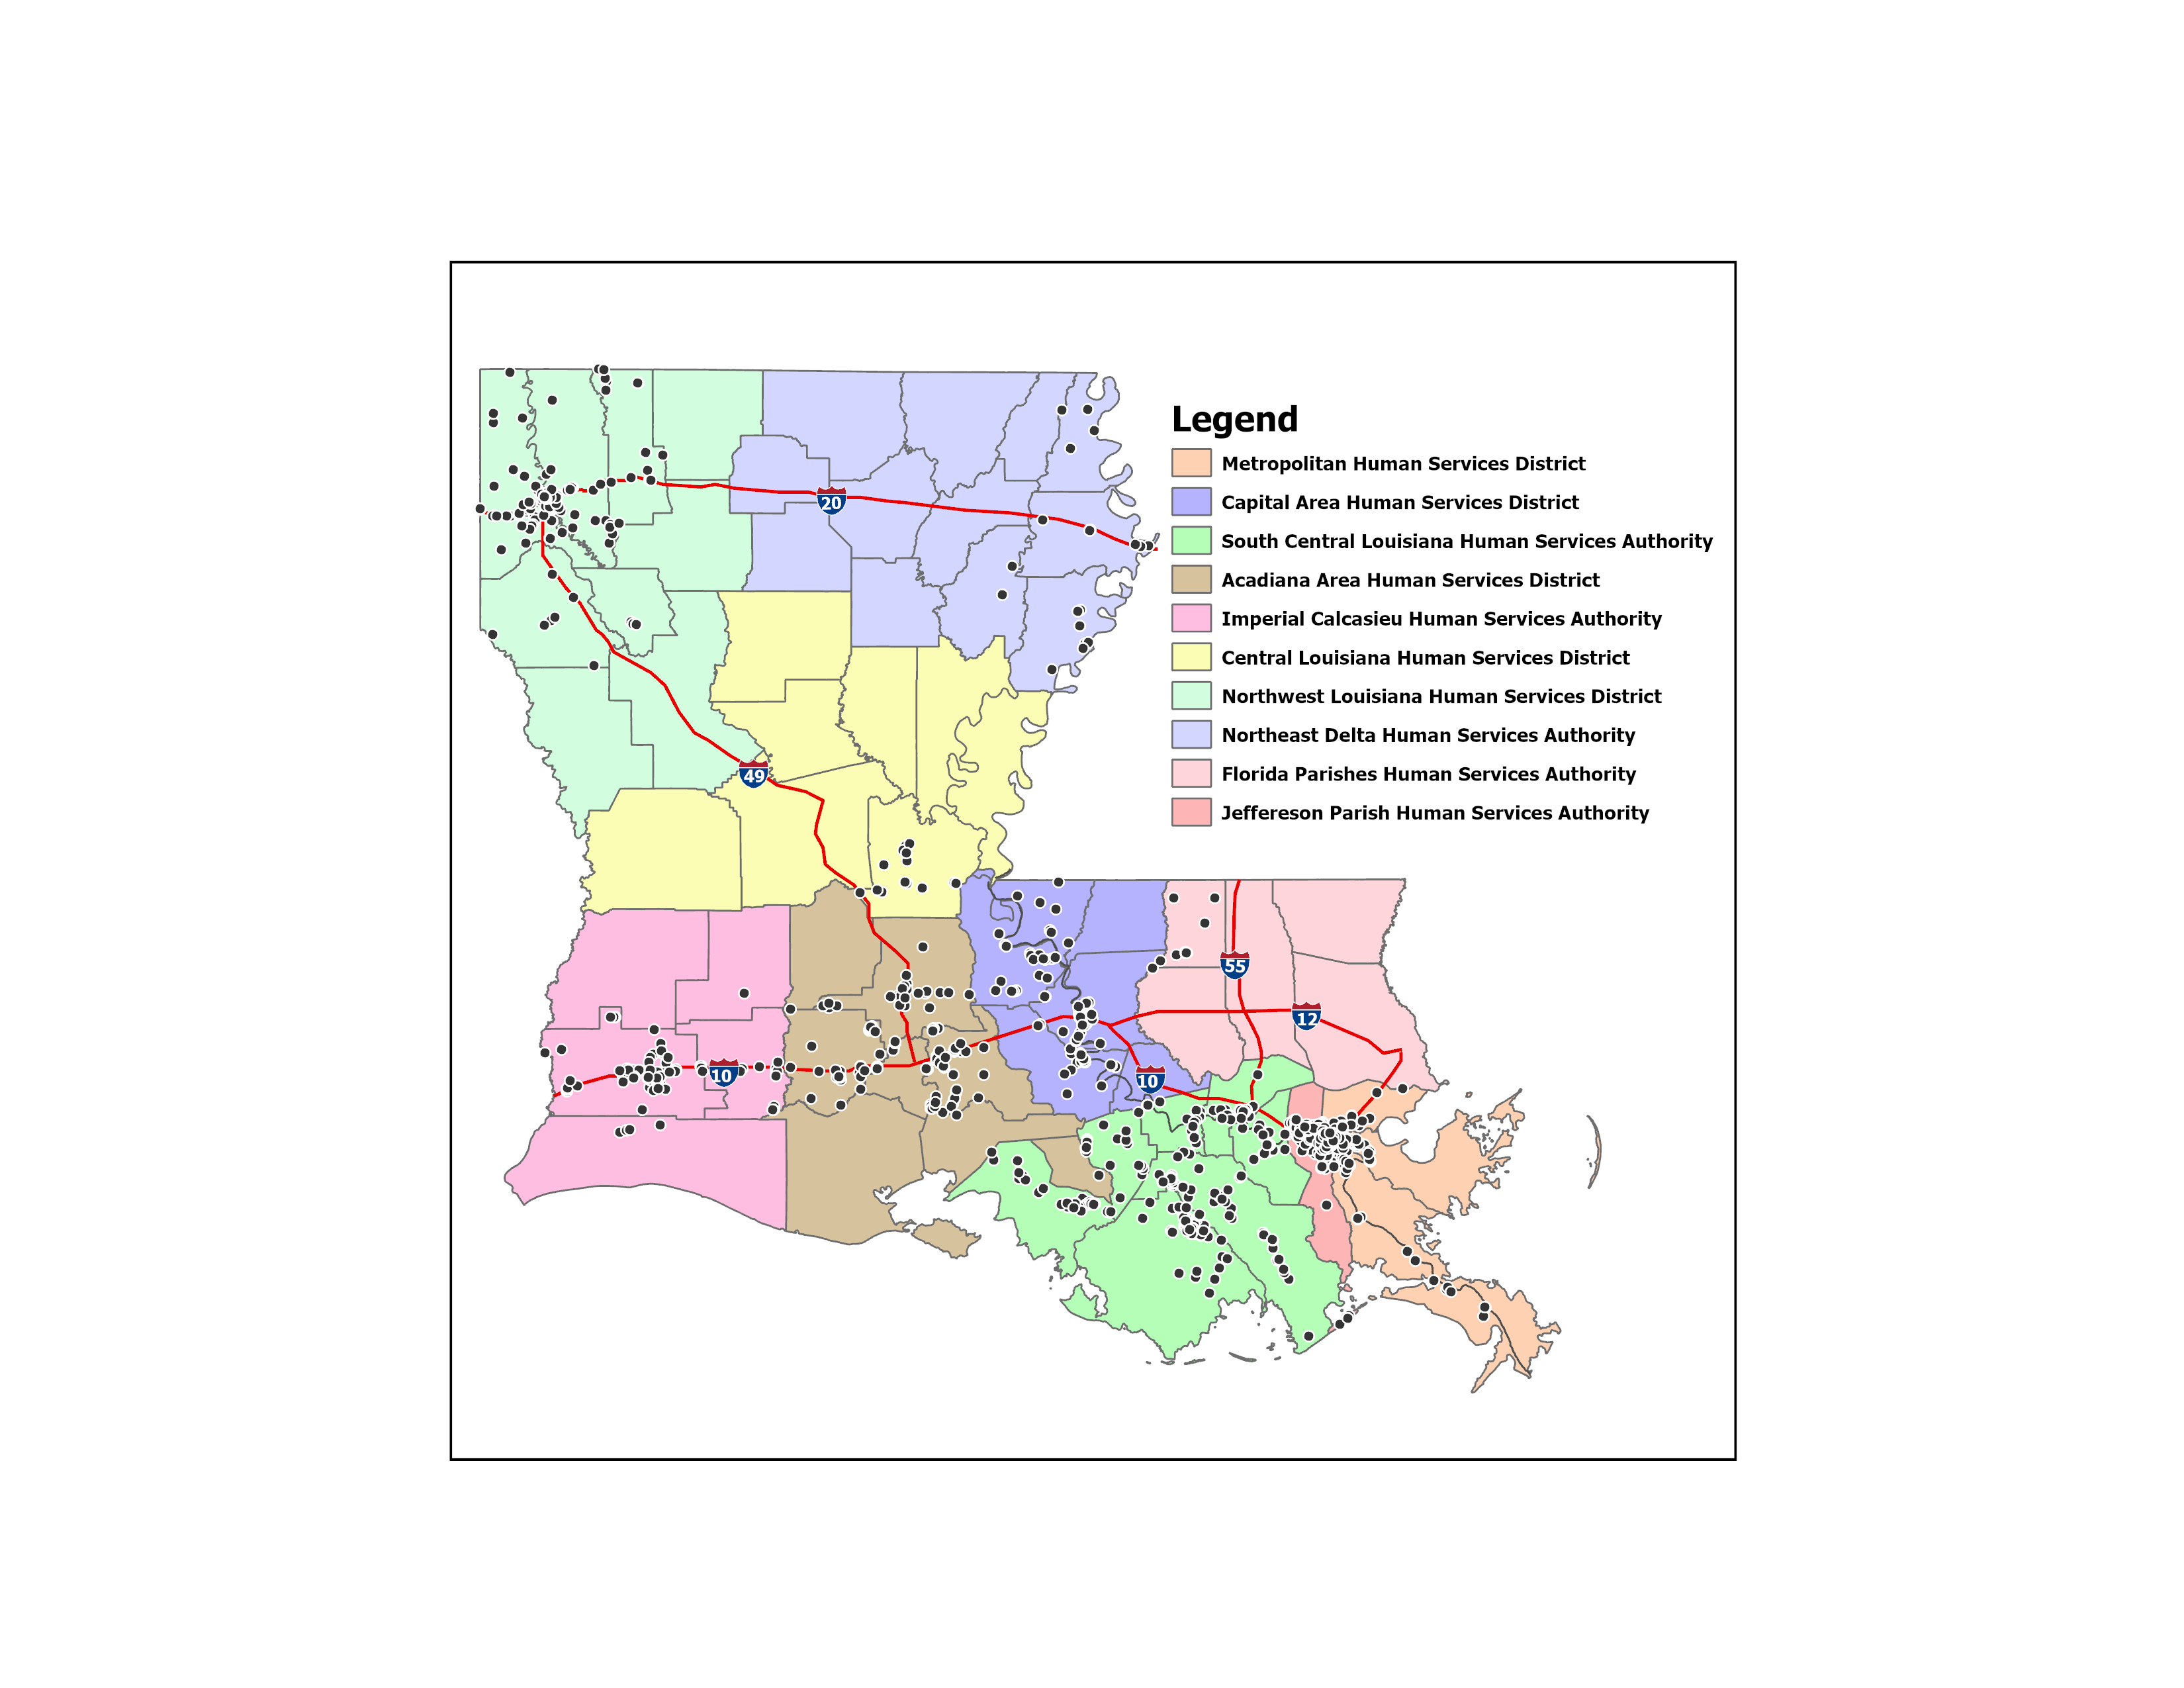 Legend
Metropolitan Human Services District
Capital Area Human Services District
South Central Louisiana Human Services Authority
Acadiana Area Human Services District
Imperial Calcasieu Human Services Authority
Central Louisiana Human Services District
Northwest Louisiana Human Services District
Northeast Delta Human Services Authority
Florida Parishes Human Services Authority
Jeffereson Parish Human Services Authority
20
49
55
12
10
10